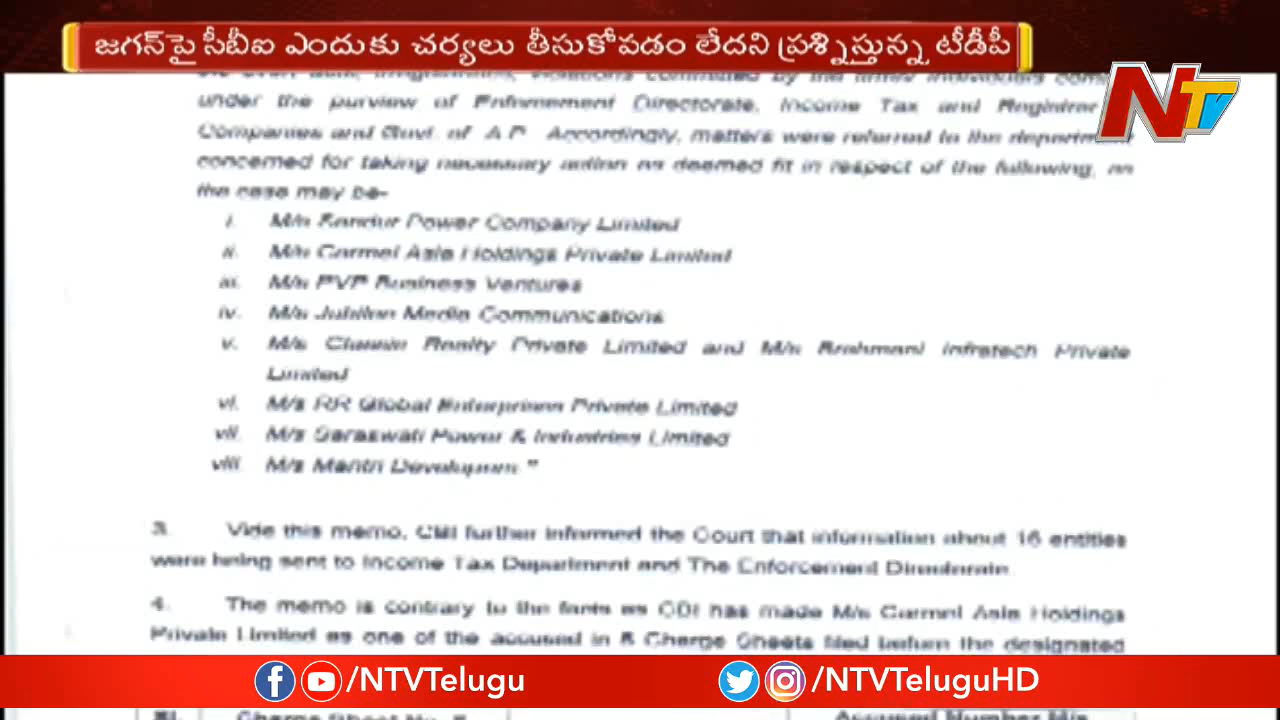 జగన్‌పై సీబీఐ ఎందుకు చర్యలు తీసుకోపడం లేదని ప్రశ్నిస్తున్న టీడీపీ
NTV
under the purview of Enforcement Directorate, Income Tax and Registrar
Companies and Govt. of A.P. Accordingly, matters were referred to the department
concerned for taking necessary action as deemed fit in respect of the following, as
the case may be-
i. M/s Sandur Power Company Limited
ii. M/s Carmel Asia Holdings Private Limited
iii. M/s PVP Business Ventures
iv. M/s Jubilee Media Communications
v. M/s Classic Realty Private Limited and M/s Brahmani Infratech Private
Limited
vi. M/s RR Global Enterprises Private Limited
vii. M/s Saraswati Power & Industries Limited
viii. M/s Mantri Developers "
3. Vide this memo, CBI further informed the Court that information about 16 entities
were being sent to Income Tax Department and The Enforcement Directorate
4. The memo is contrary to the facts as CBI has made M/s Carmel Asia Holdings
Private Limited as one of the accused in 5 Charge Sheets filed before the designated
/NTVTelugu
/NTVTeluguHD
Sl. Charge Sheet No. Accused Number M/s